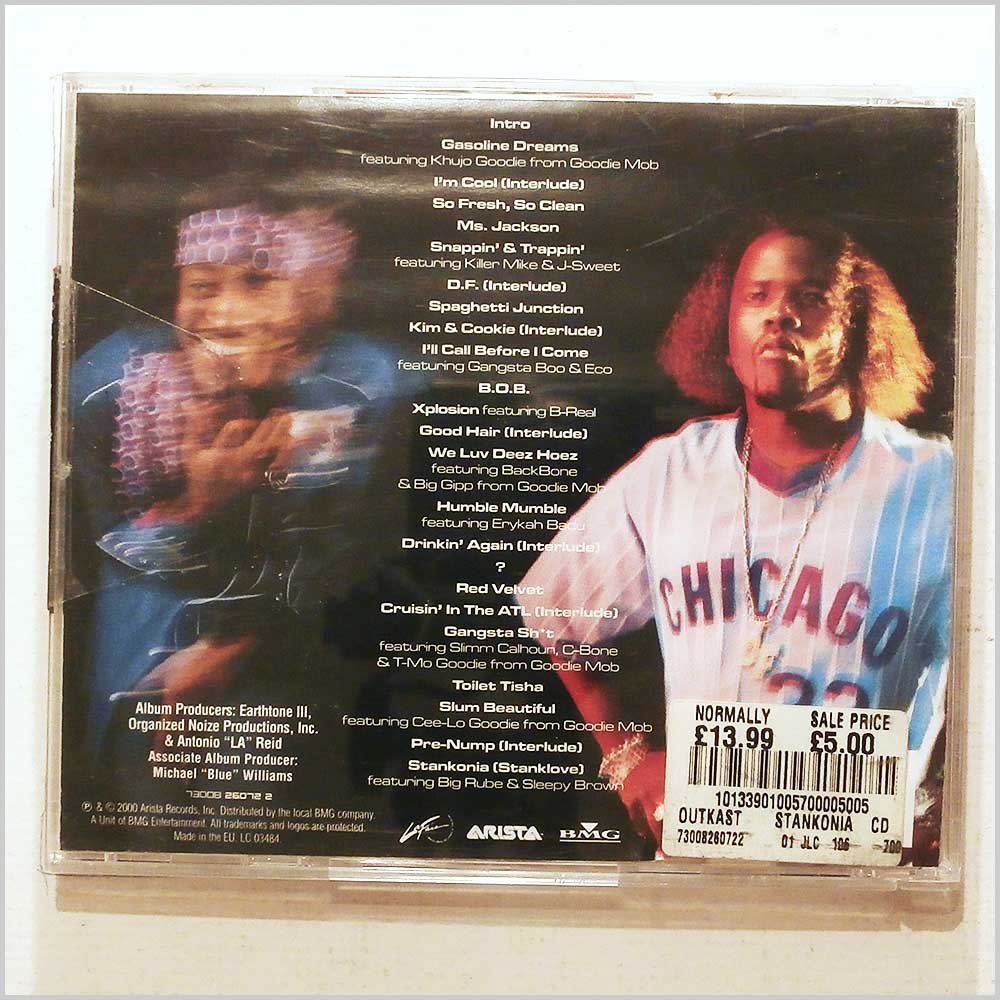 Intro
Gasoline Dreams
featuring Khujo Goodie from Goodie Mob
I'm Cool (Interlude)
So Fresh, So Clean
Ms. Jackson
Snappin' & Trappin'
featuring Killer Mike & J-Sweet
D.F. (Interlude)
Spaghetti Junction
Kim & Cookie (Interlude)
I'll Call Before I Come
featuring Gangsta Boo & Eco
B.O.B.
Xplosion featuring B-Real
Good Hair (Interlude)
We Luv Deez Hoez
featuring BackBone
& Big Gipp from Goodie Mob
Humble Mumble
featuring Erykah Badu
Drinkin' Again (Interlude)
?
Red Velvet
Cruisin' In The ATL (Interlude)
Gangsta Sh*t
featuring Slimm Calhoun, C-Bone
& T-Mo Goodie from Goodie Mob
Toilet Tisha
Slum Beautiful
featuring Cee-Lo Goodie from Goodie Mob
Pre-Nump (Interlude)
Stankonia (Stanklove)
featuring Big Rube & Sleepy Brown
CHICAGO
Album Producers: Earthtone III,
Organized Noize Productions, Inc.
& Antonio "LA" Reid
Associate Album Producer:
Michael "Blue" Williams
73008 26072 2
℗ & © 2000 Arista Records, Inc. Distributed by the local BMG company.
A Unit of BMG Entertainment. All trademarks and logos are protected.
Made in the EU. LC 03484.
LaFace
ARISTA
BMG
NORMALLY SALE PRICE
£13.99 £5.00
10133901005700005005
OUTKAST STANKONIA CD
73008260722 01 JLC 106 700